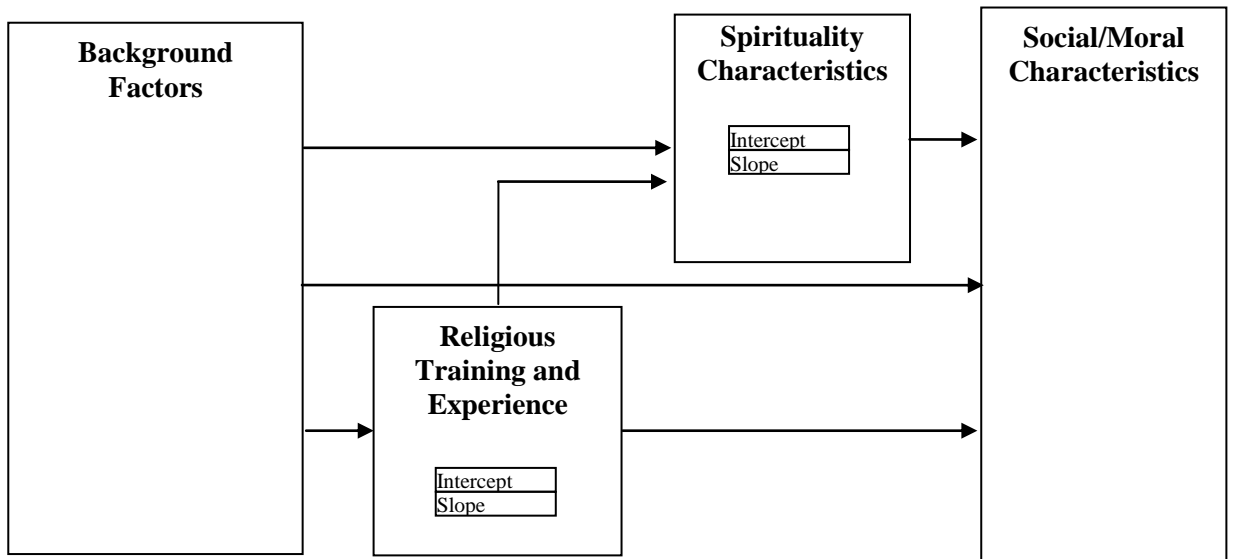 Background
Factors
Spirituality
Characteristics
Intercept
Slope
Social/Moral
Characteristics
Religious
Training and
Experience
Intercept
Slope